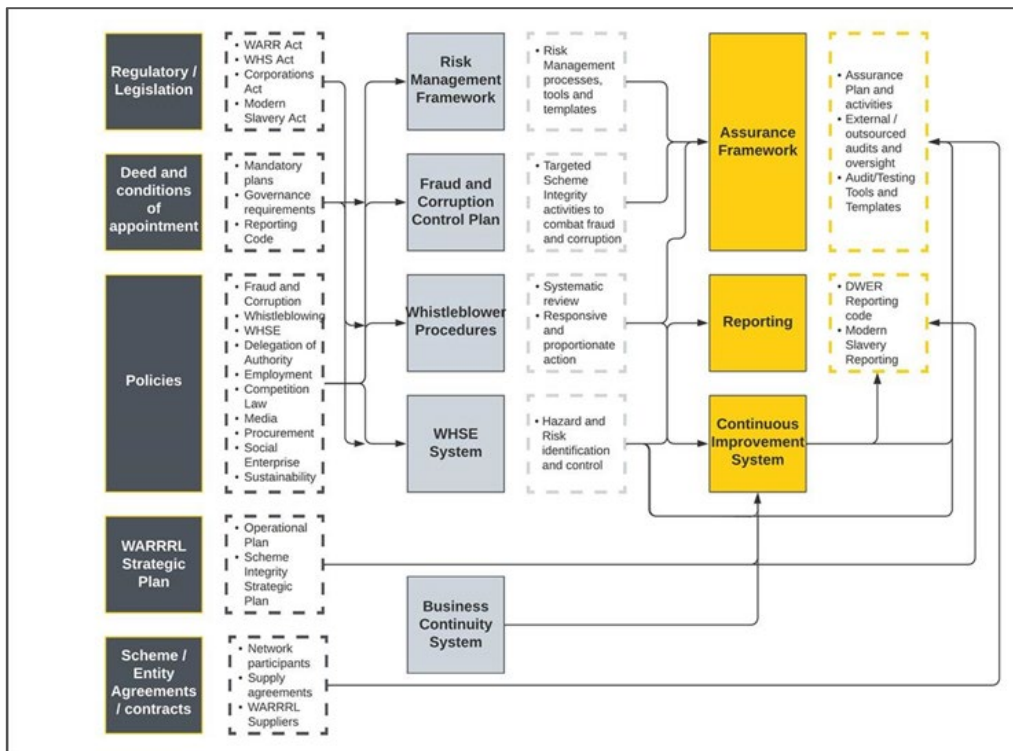 Regulatory /
Legislation
• WARR Act
• WHS Act
• Corporations
Act
• Modern
Slavery Act
Risk
Management
Framework
• Risk
Management
processes,
tools and
templates
Assurance
Framework
• Assurance
Plan and
activities
• External /
outsourced
audits and
oversight
• Audit/Testing
Tools and
Templates
Deed and
conditions
of
appointment
• Mandatory
plans
• Governance
requirements
• Reporting
Code
Fraud and
Corruption
Control Plan
• Targeted
Scheme
Integrity
activities to
combat fraud
and corruption
Policies
• Fraud and
Corruption
• Whistleblowing
• WHSE
• Delegation of
Authority
• Employment
• Competition
Law
• Media
• Procurement
• Social
Enterprise
• Sustainability
Whistleblower
Procedures
• Systematic
review
• Responsive
and
proportionate
action
Reporting
• DWER
Reporting
code
• Modern
Slavery
Reporting
WHSE
System
• Hazard and
Risk
identification
and control
Continuous
Improvement
System
WARRRL
Strategic
Plan
• Operational
Plan
• Scheme
Integrity
Strategic
Plan
Business
Continuity
System
Scheme /
Entity
Agreements
/ contracts
• Network
participants
• Supply
agreements
• WARRRL
Suppliers